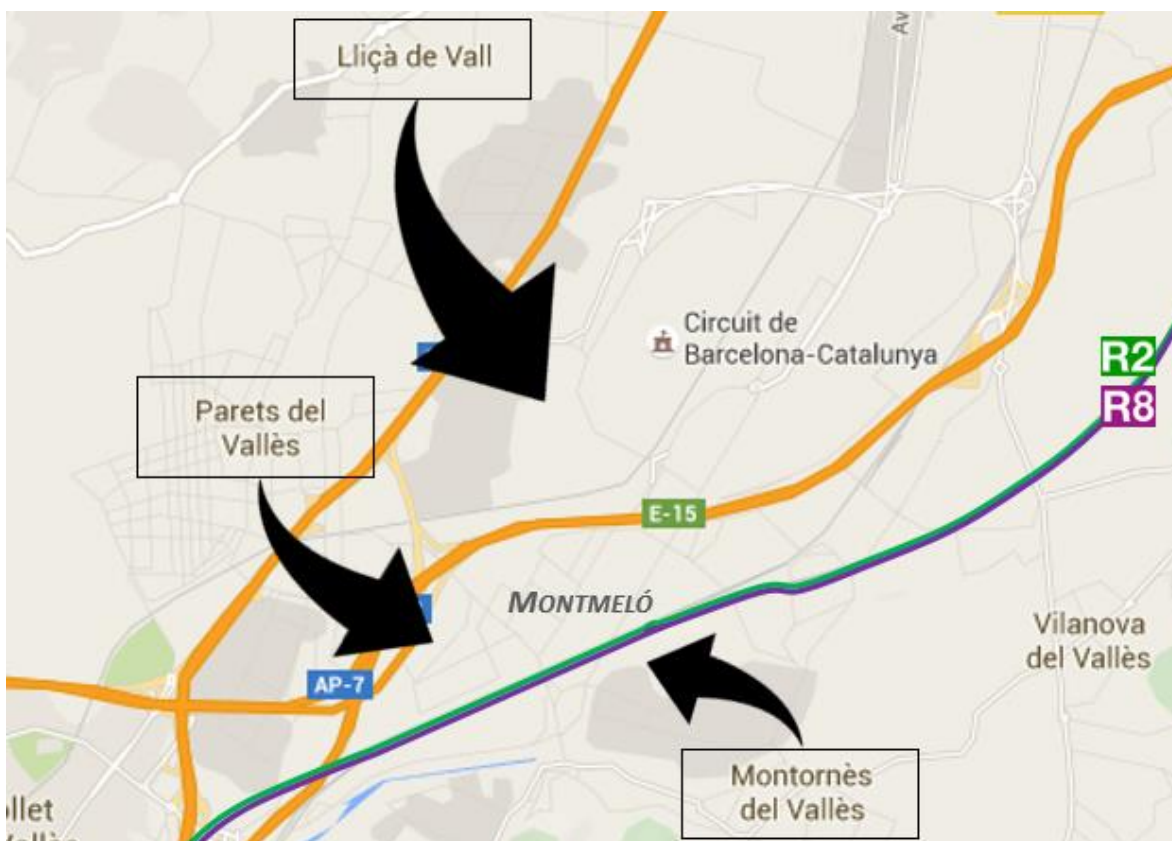 Lliçà de Vall
Av
Circuit de
Barcelona-Catalunya
R2
R8
Parets del
Vallès
E-15
MONTMELÓ
Vilanova
del Vallès
AP-7
Montornès
del Vallès